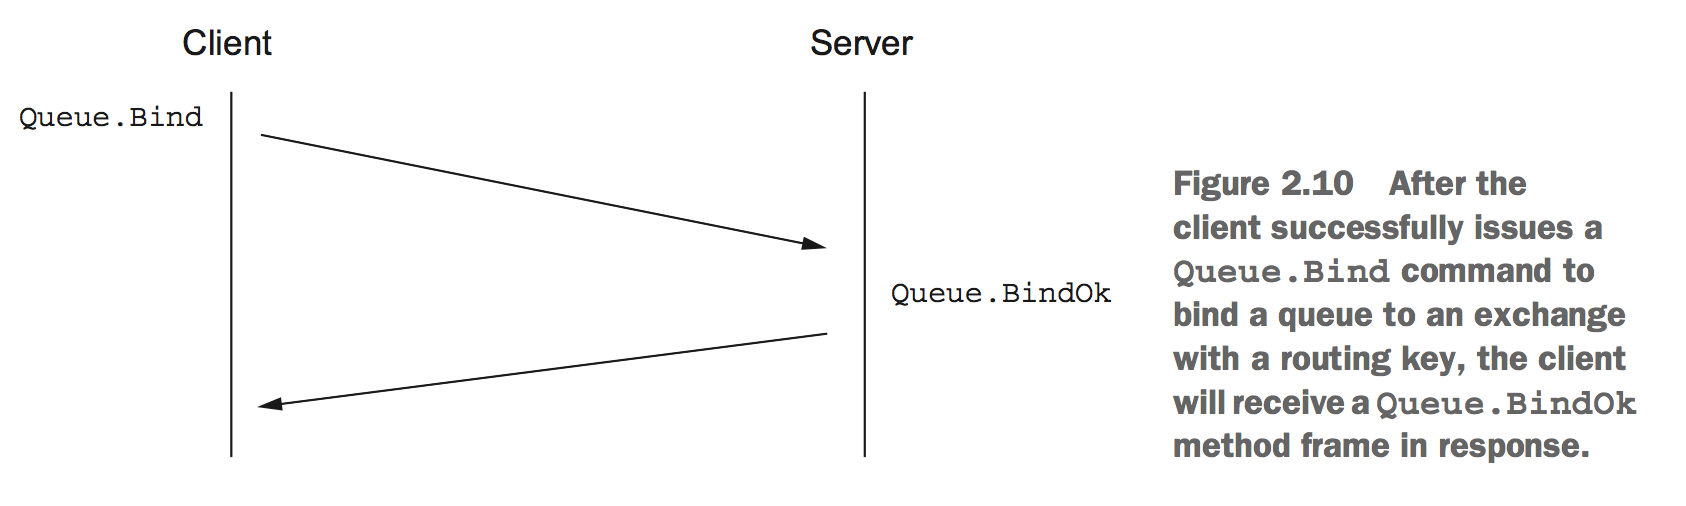 Client
Server
Queue.Bind
Queue.BindOk
Figure 2.10 After the
client successfully issues a
Queue.Bind command to
bind a queue to an exchange
with a routing key, the client
will receive a Queue.BindOk
method frame in response.